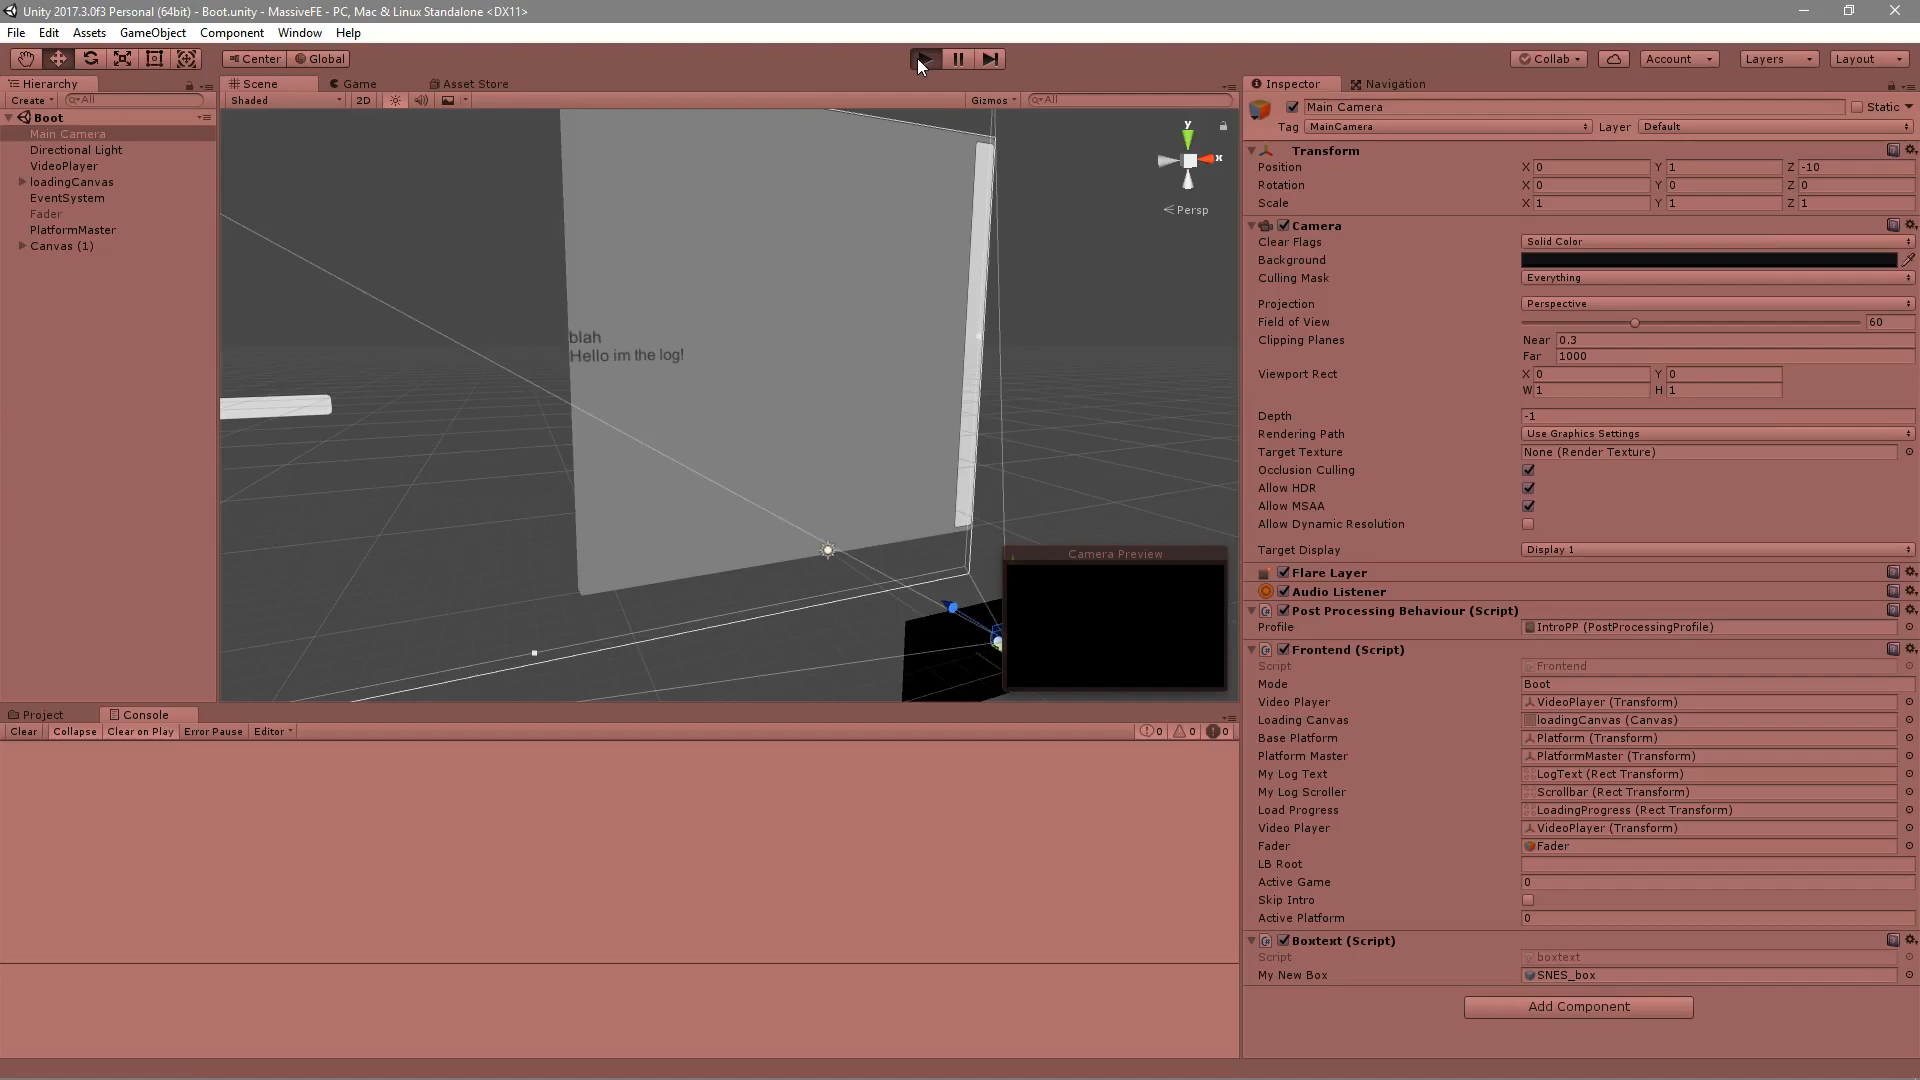 Unity 2017.3.0f3 Personal (64bit) - Boot.unity - MassiveFE - PC, Mac & Linux Standalone <DX11>
File Edit Assets GameObject Component Window Help
Center Global Collab Account Layers Layout
Hierarchy
Create All
Boot
Main Camera
Directional Light
VideoPlayer
loadingCanvas
EventSystem
Fader
PlatformMaster
Canvas (1)
Scene Game Asset Store
Shaded 2D Gizmos All
y
x
Persp
blah
Hello im the log!
Camera Preview
Project Console
Clear Collapse Clear on Play Error Pause Editor 0 0 0
Inspector Navigation
Main Camera Static
Tag MainCamera Layer Default
Transform
Position X 0 Y 1 Z -10
Rotation X 0 Y 0 Z 0
Scale X 1 Y 1 Z 1
Camera
Clear Flags Solid Color
Background
Culling Mask Everything
Projection Perspective
Field of View 60
Clipping Planes Near 0.3
Far 1000
Viewport Rect X 0 Y 0
W 1 H 1
Depth -1
Rendering Path Use Graphics Settings
Target Texture None (Render Texture)
Occlusion Culling
Allow HDR
Allow MSAA
Allow Dynamic Resolution
Target Display Display 1
Flare Layer
Audio Listener
Post Processing Behaviour (Script)
Profile IntroPP (PostProcessingProfile)
Frontend (Script)
Script Frontend
Mode Boot
Video Player VideoPlayer (Transform)
Loading Canvas loadingCanvas (Canvas)
Base Platform Platform (Transform)
Platform Master PlatformMaster (Transform)
My Log Text LogText (Rect Transform)
My Log Scroller Scrollbar (Rect Transform)
Load Progress LoadingProgress (Rect Transform)
Video Player VideoPlayer (Transform)
Fader Fader
LB Root
Active Game 0
Skip Intro
Active Platform 0
Boxtext (Script)
Script boxtext
My New Box SNES_box
Add Component